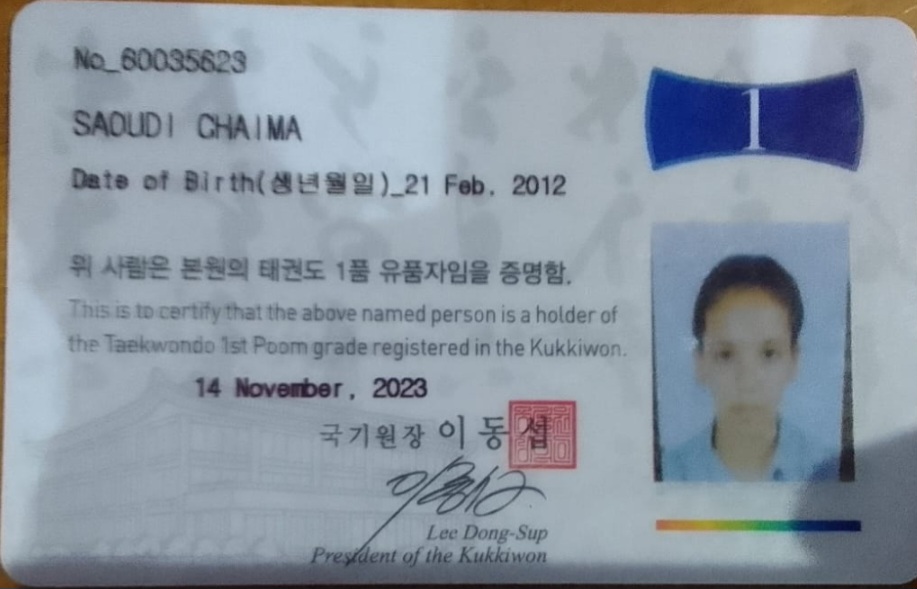 No_60035623
1
SAOUDI CHAIMA
Date of Birth(생년월일)_21 Feb. 2012
위 사람은 본원의 태권도 1품 유품자임을 증명함.
This is to certify that the above named person is a holder of
the Taekwondo 1st Poom grade registered in the Kukkiwon.
14 November, 2023
국기원장 이동섭
Lee Dong-Sup
President of the Kukkiwon